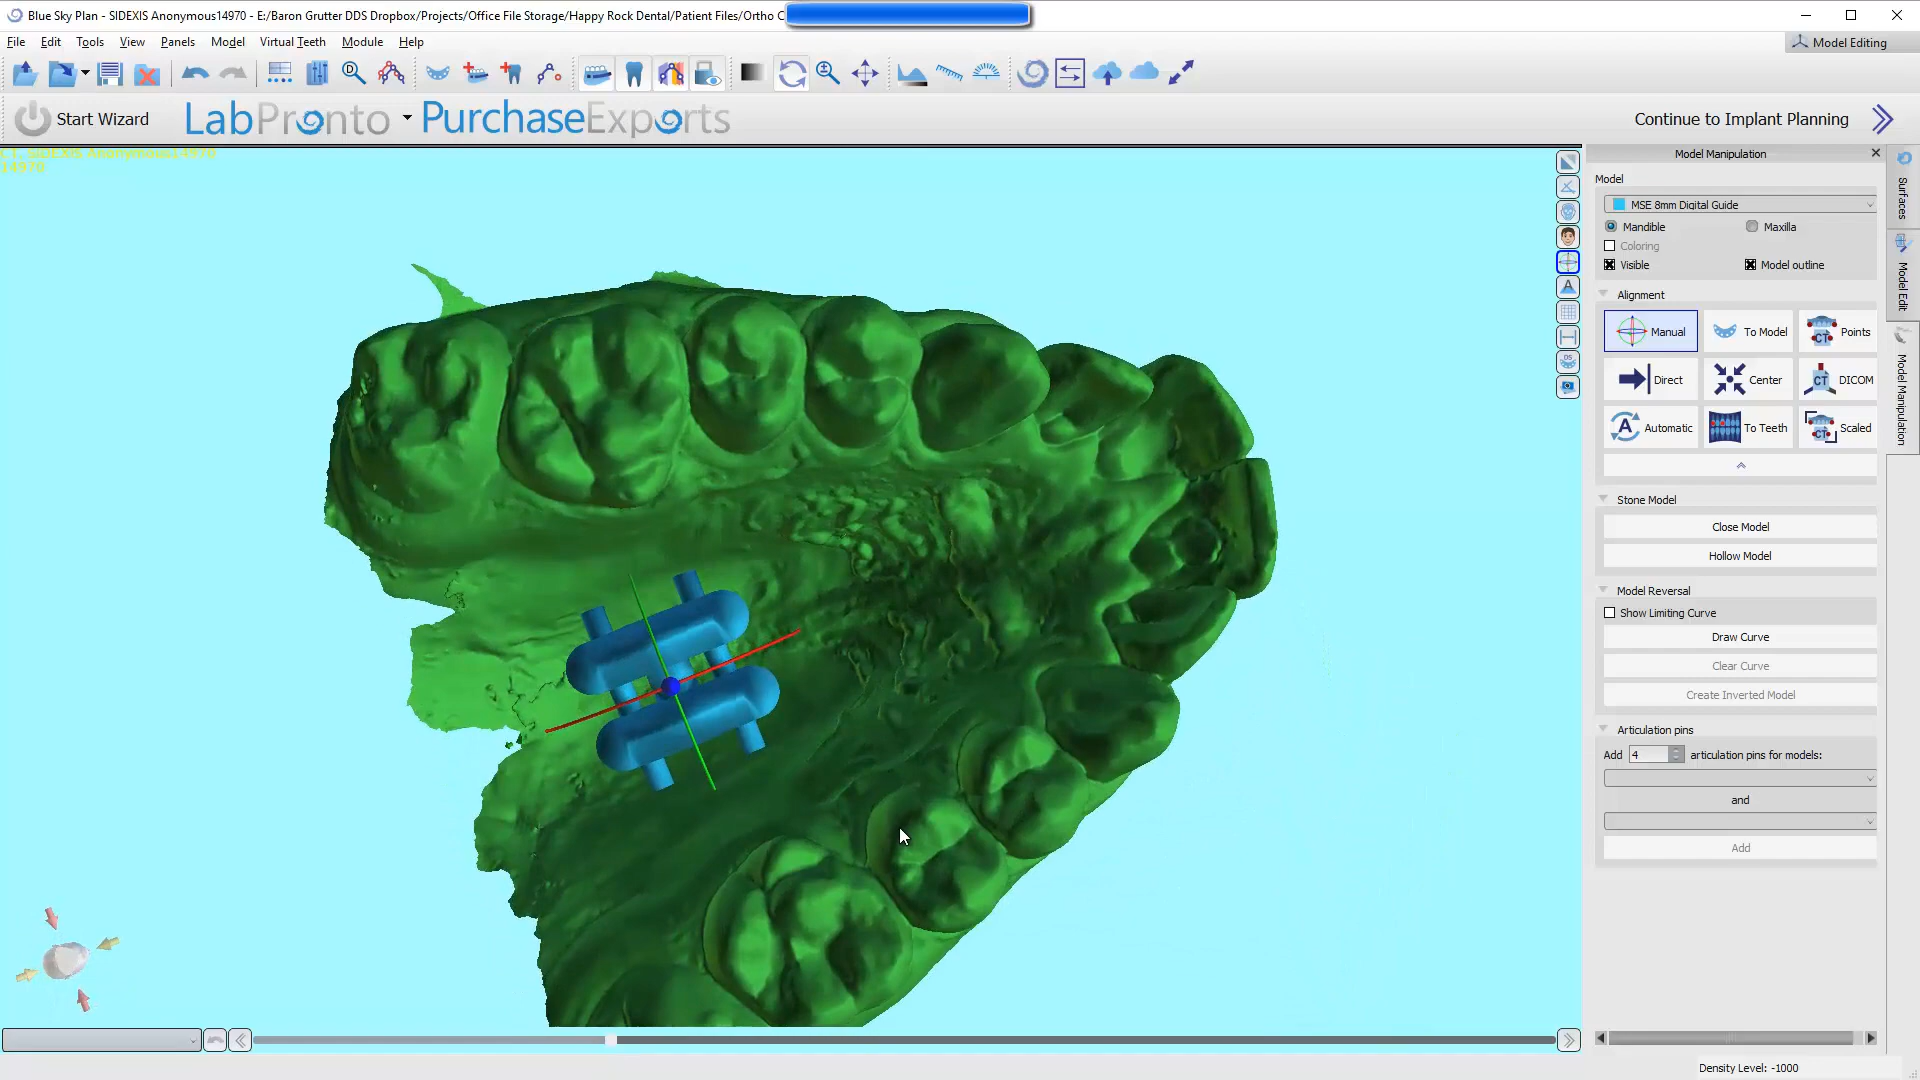 Blue Sky Plan - SIDEXIS Anonymous14970 - E:/Baron Grutter DDS Dropbox/Projects/Office File Storage/Happy Rock Dental/Patient Files/Ortho C
File Edit Tools View Panels Model Virtual Teeth Module Help
Model Editing
Start Wizard
LabPronto
PurchaseExports
Continue to Implant Planning
CT, SIDEXIS Anonymous14970
14970
Model Manipulation
Model
MSE 8mm Digital Guide
Mandible
Maxilla
Coloring
Visible
Model outline
Alignment
Manual
To Model
Points
Direct
Center
DICOM
Automatic
To Teeth
Scaled
Stone Model
Close Model
Hollow Model
Model Reversal
Show Limiting Curve
Draw Curve
Clear Curve
Create Inverted Model
Articulation pins
Add 4 articulation pins for models:
and
Add
Surfaces
Model Edit
Model Manipulation
Density Level: -1000